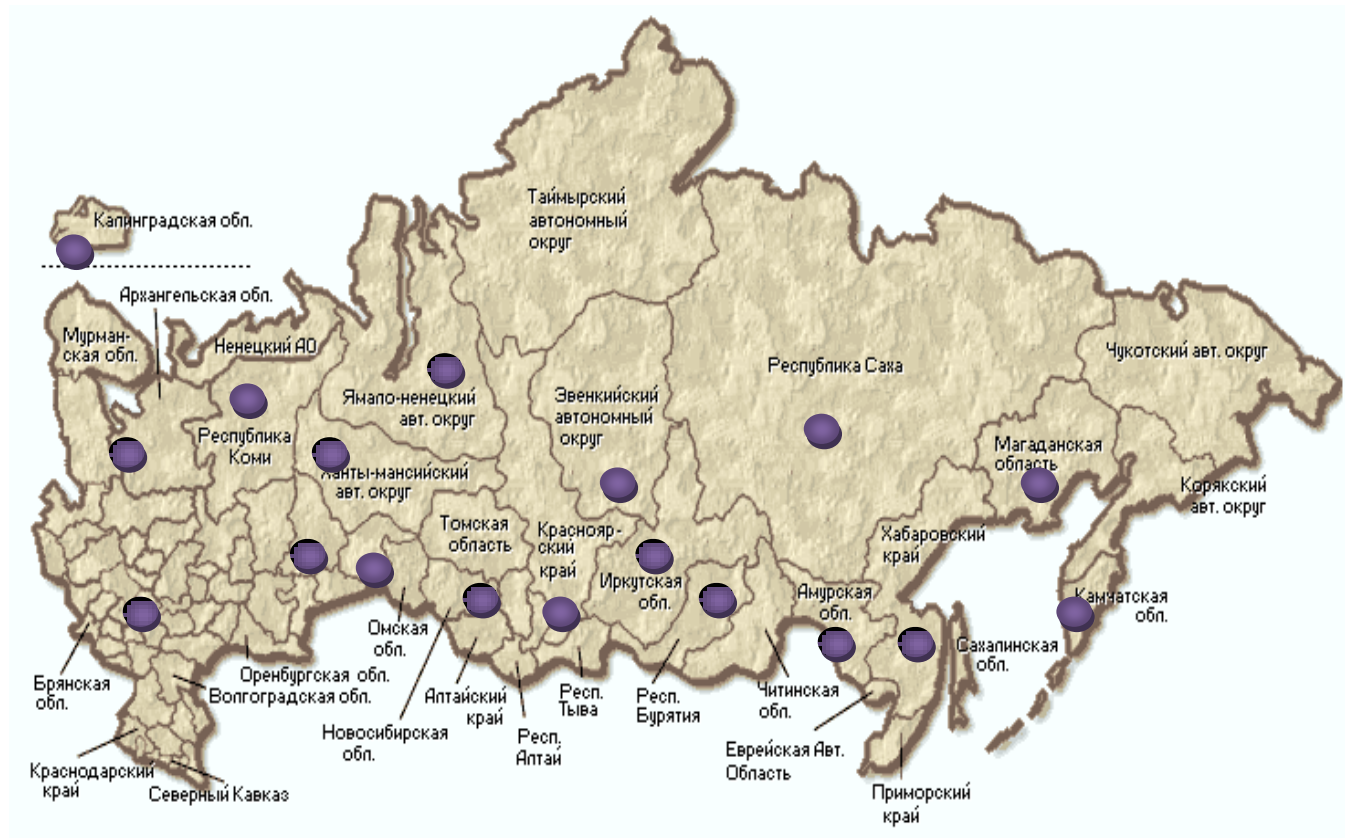 Таймырский
автономный
округ
Калинградская обл.
Архангельская обл.
Мурман-
ская обл.
Ненецкий АО
Чукотский авт. округ
Республика Саха
Ямало-ненецкий
авт. округ
Эвенкийский
автономный
округ
Республика
Коми
Магаданская
область
Ханты-мансийский
авт. округ
Корякский
авт. округ
Томская
область
Краснояр-
ский
край
Хабаровский
край
Иркутская
обл.
Амурская
обл.
Камчатская
обл.
Омская
обл.
Сахалинская
обл.
Брянская
обл.
Оренбургская обл.
Волгоградская обл.
Алтайский
край
Респ.
Тыва
Респ.
Бурятия
Читинская
обл.
Новосибирская
обл.
Респ.
Алтай
Еврейская Авт.
Область
Краснодарский
край
Северный Кавказ
Приморский
край